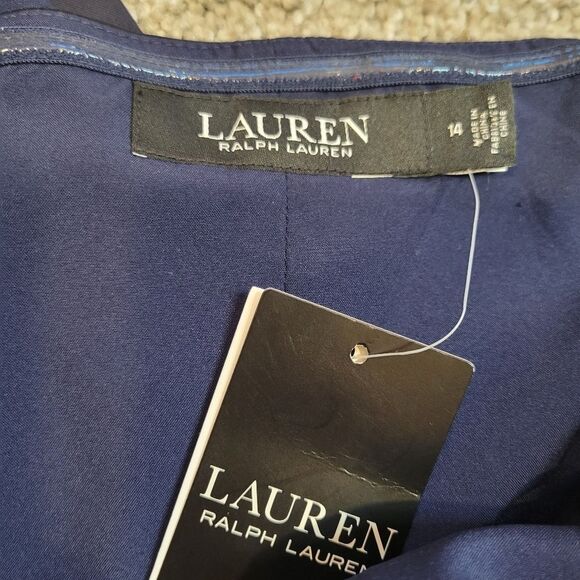 LAUREN
RALPH LAUREN
14
MADE IN
CHINA
FABRIQUÉ EN
CHINE
LAUREN
RALPH LAUREN